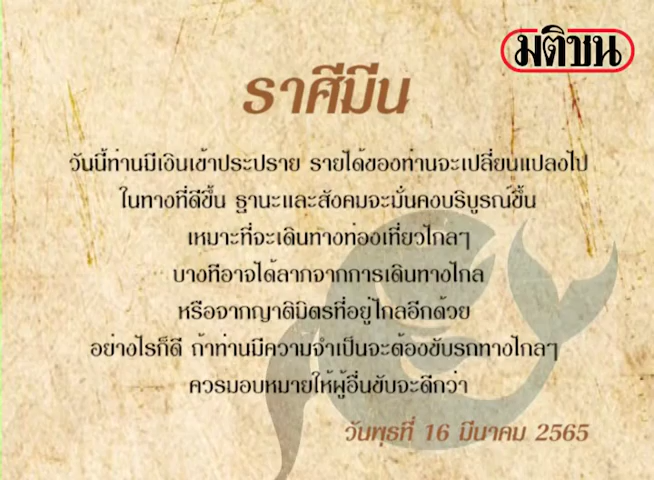 มติชน
ราศีมีน
วันนี้ท่านมีเงินเข้าประปราย รายได้ของท่านจะเปลี่ยนแปลงไป
ในทางที่ดีขึ้น ฐานะและสังคมจะมั่นคงบริบูรณ์ขึ้น
เหมาะที่จะเดินทางท่องเที่ยวไกลๆ
บางทีอาจได้ลาภจากการเดินทางไกล
หรือจากญาติมิตรที่อยู่ไกลอีกด้วย
อย่างไรก็ดี ถ้าท่านมีความจำเป็นจะต้องขับรถทางไกลๆ
ควรมอบหมายให้ผู้อื่นขับจะดีกว่า
วันพุธที่ 16 มีนาคม 2565